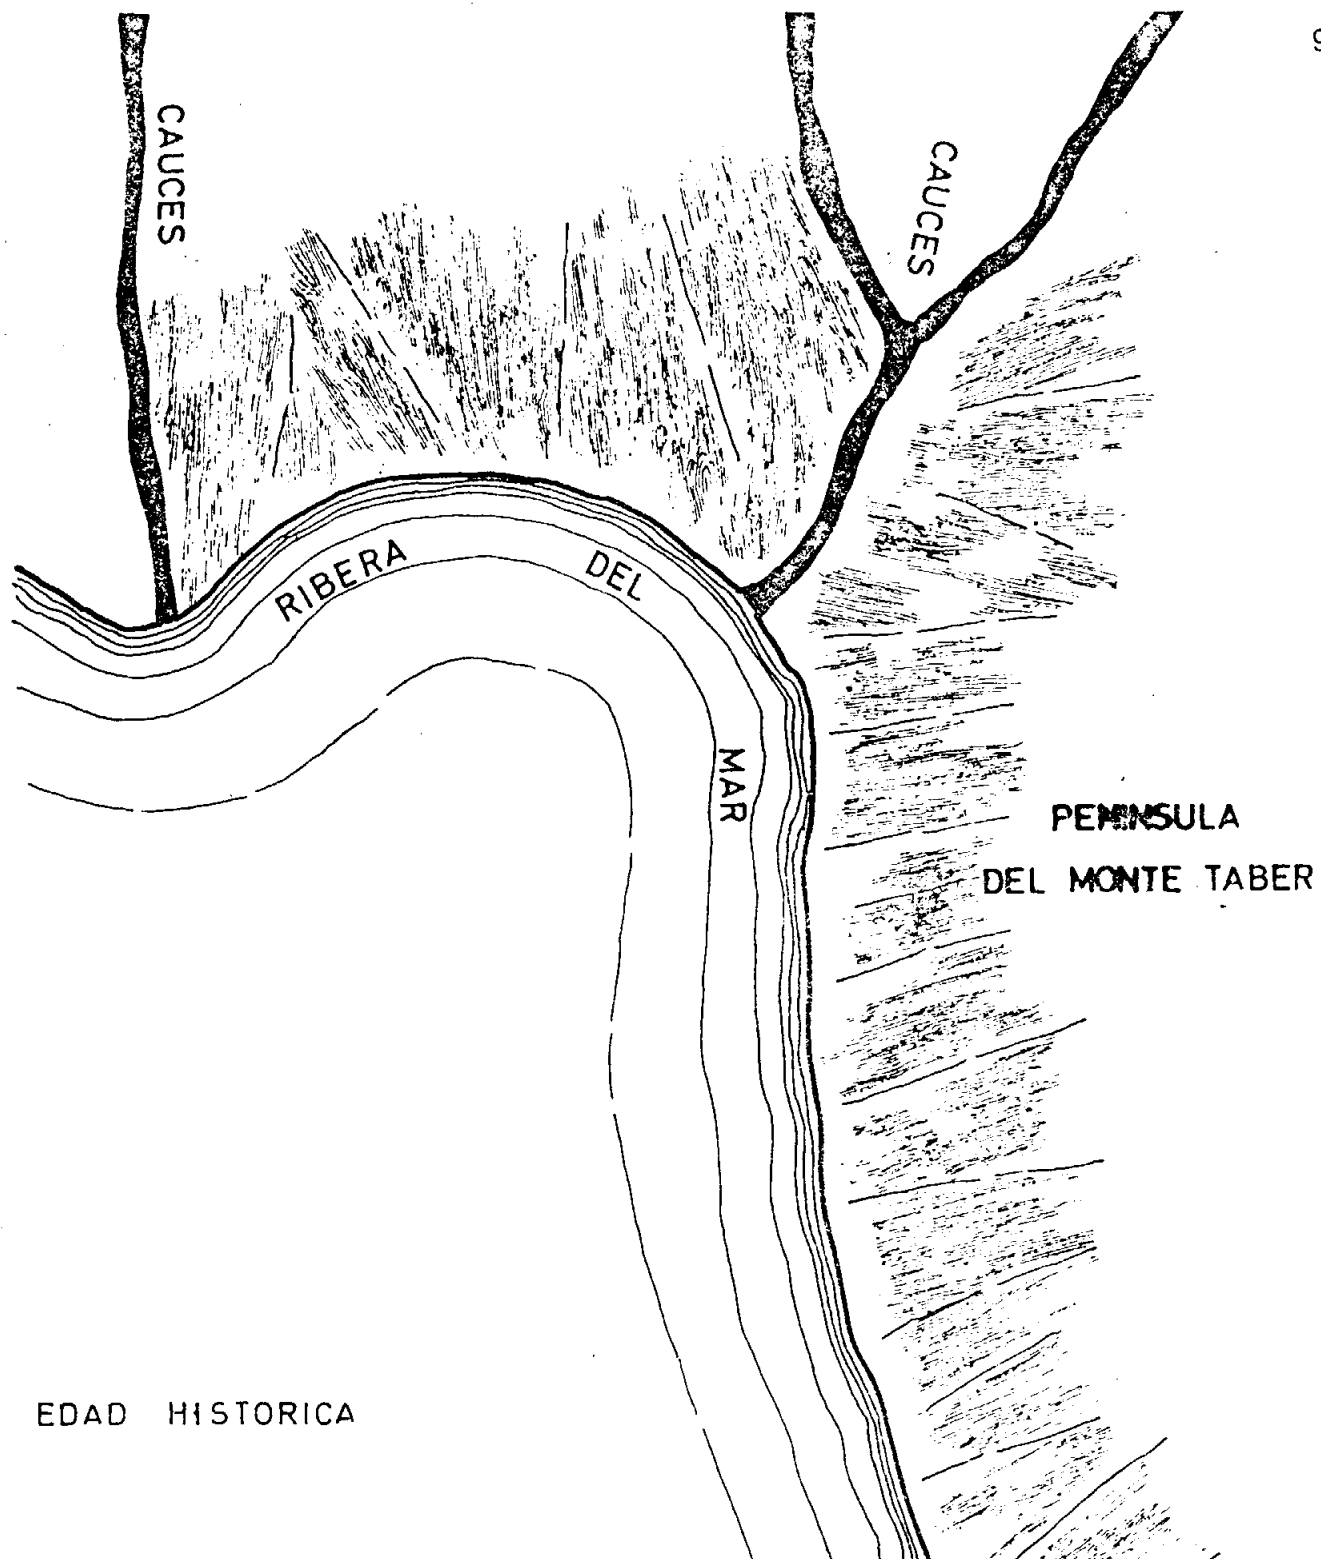 CAUCES
CAUCES
RIBERA DEL MAR
PENINSULA
DEL MONTE TABER
EDAD HISTORICA